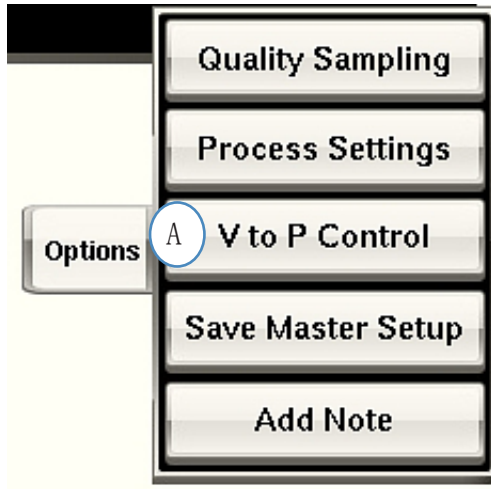 Quality Sampling
Process Settings
Options
A
V to P Control
Save Master Setup
Add Note